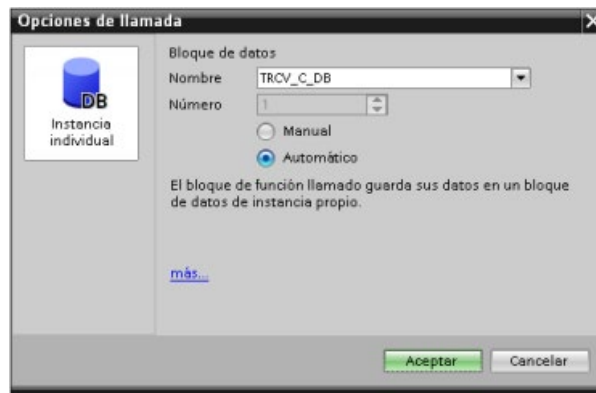 Opciones de llamada
Bloque de datos
Nombre TRCV_C_DB
Número 1
DB
Instancia individual
Manual
Automático
El bloque de función llamado guarda sus datos en un bloque
de datos de instancia propio.
más...
Aceptar Cancelar